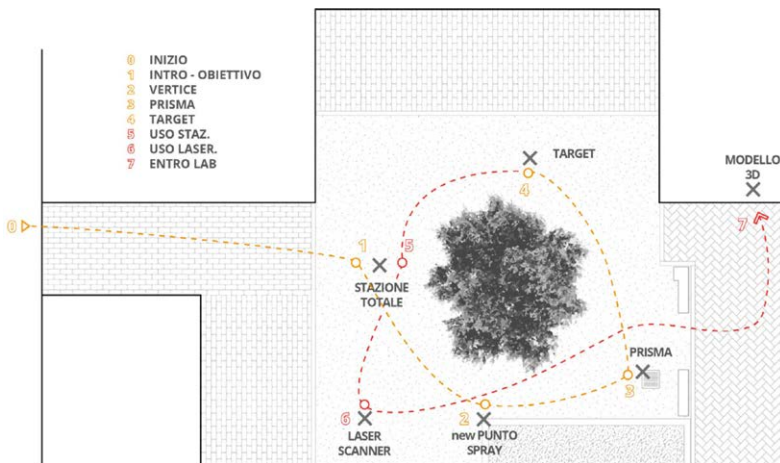 0 INIZIO
1 INTRO - OBIETTIVO
2 VERTICE
3 PRISMA
4 TARGET
5 USO STAZ.
6 USO LASER.
7 ENTRO LAB
TARGET
4
MODELLO
3D
7
0
1
5
STAZIONE
TOTALE
PRISMA
3
6
LASER
SCANNER
2
new PUNTO
SPRAY